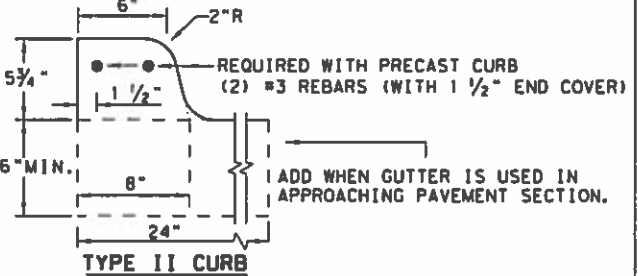 6"
2"R
5¾"
REQUIRED WITH PRECAST CURB
(2) #3 REBARS (WITH 1 ½" END COVER)
1 ½"
6"MIN.
8"
ADD WHEN GUTTER IS USED IN
APPROACHING PAVEMENT SECTION.
24"
TYPE II CURB